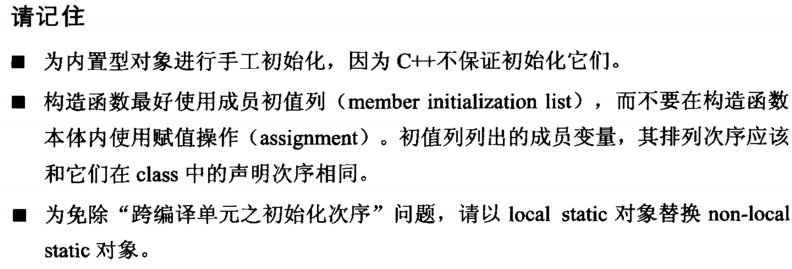 请记住
■ 为内置型对象进行手工初始化，因为 C++不保证初始化它们。
■ 构造函数最好使用成员初值列（member initialization list），而不要在构造函数
本体内使用赋值操作（assignment）。初值列列出的成员变量，其排列次序应该
和它们在 class 中的声明次序相同。
■ 为免除“跨编译单元之初始化次序”问题，请以 local static 对象替换 non-local
static 对象。